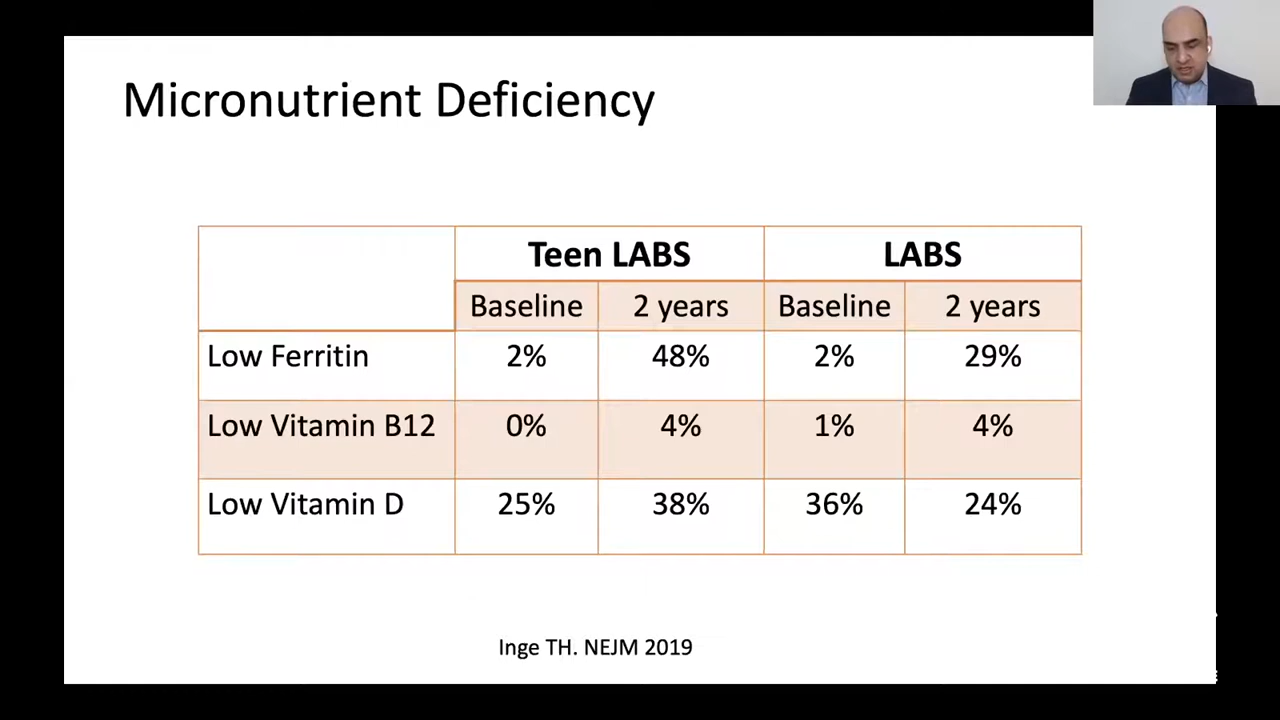 Micronutrient Deficiency
Teen LABS LABS
Baseline 2 years Baseline 2 years
Low Ferritin 2% 48% 2% 29%
Low Vitamin B12 0% 4% 1% 4%
Low Vitamin D 25% 38% 36% 24%
Inge TH. NEJM 2019